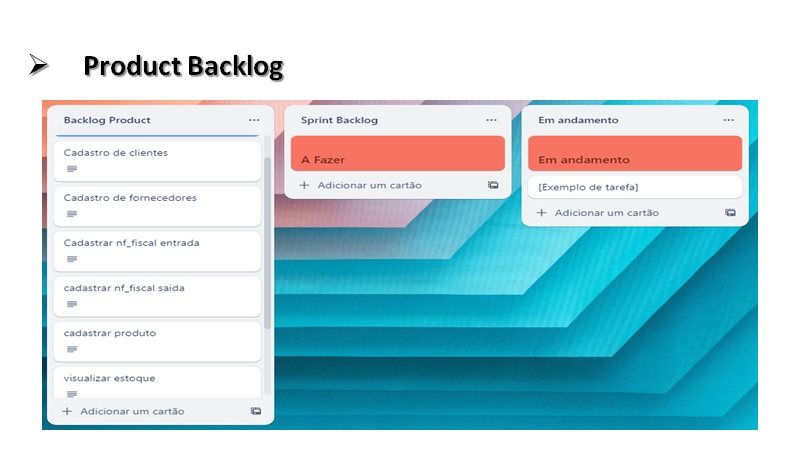 Product Backlog
Backlog Product
Cadastro de clientes
Cadastro de fornecedores
Cadastrar nf_fiscal entrada
cadastrar nf_fiscal saida
cadastrar produto
visualizar estoque
+ Adicionar um cartão
Sprint Backlog
A Fazer
+ Adicionar um cartão
Em andamento
Em andamento
[Exemplo de tarefa]
+ Adicionar um cartão